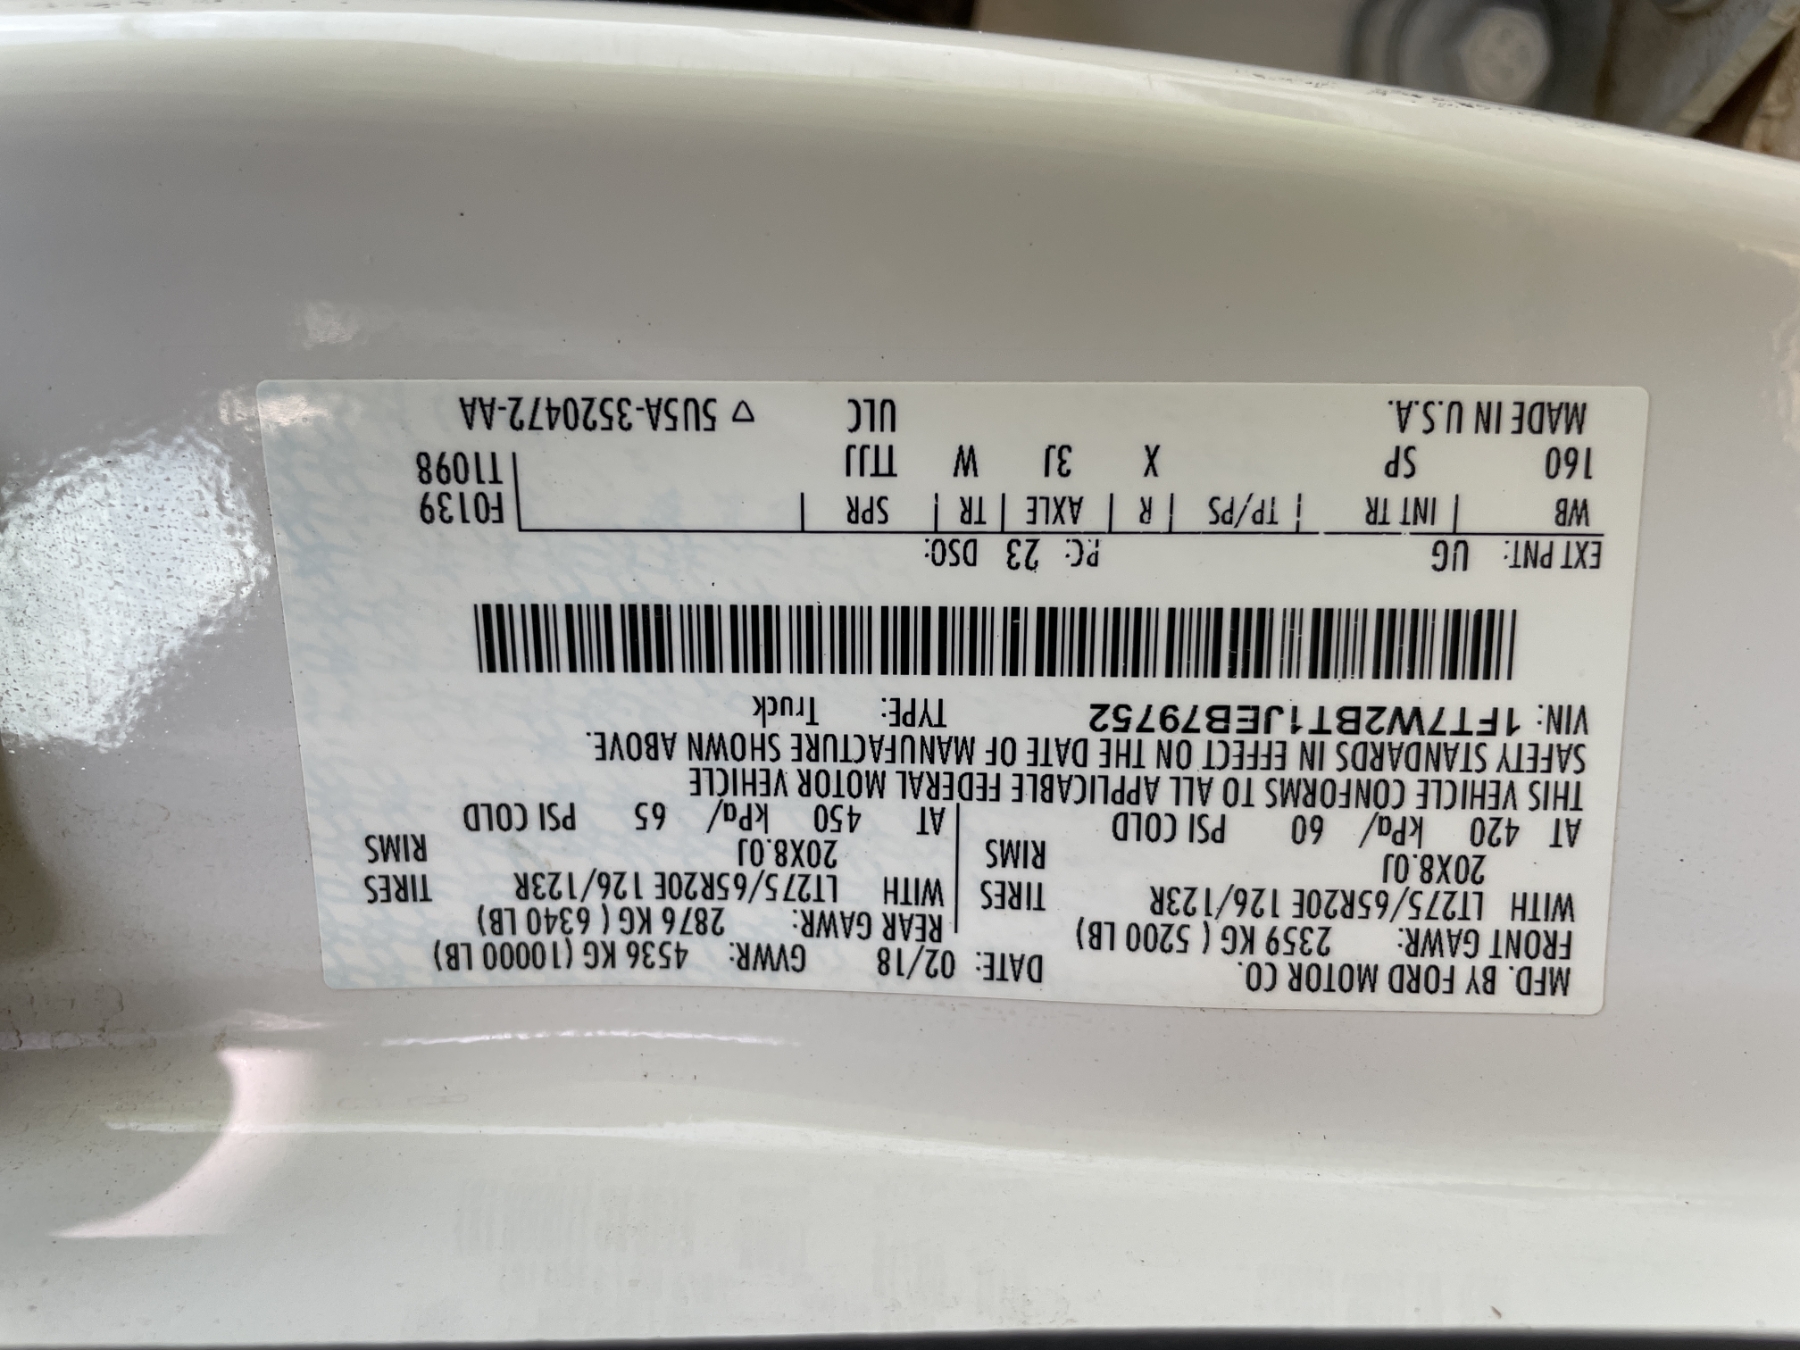 MFD. BY FORD MOTOR CO.
DATE: 02/18 GVWR: 4536 KG (10000 LB)
FRONT GAWR: 2359 KG ( 5200 LB)
REAR GAWR: 2876 KG ( 6340 LB)
WITH LT275/65R20E 126/123R TIRES
WITH LT275/65R20E 126/123R TIRES
20X8.0J RIMS
20X8.0J RIMS
AT 420 kPa/ 60 PSI COLD
AT 450 kPa/ 65 PSI COLD
THIS VEHICLE CONFORMS TO ALL APPLICABLE FEDERAL MOTOR VEHICLE
SAFETY STANDARDS IN EFFECT ON THE DATE OF MANUFACTURE SHOWN ABOVE.
VIN: 1FT7W2BT1JEB79752 TYPE: Truck
EXT PNT: UG RC: 23 DSO:
WB | INT TR | TP/PS | R | AXLE | TR | SPR | F0139
160 SP X 3J W TTJJ T1098
MADE IN U.S.A. ULC ▽ 5U5A-3520472-AA